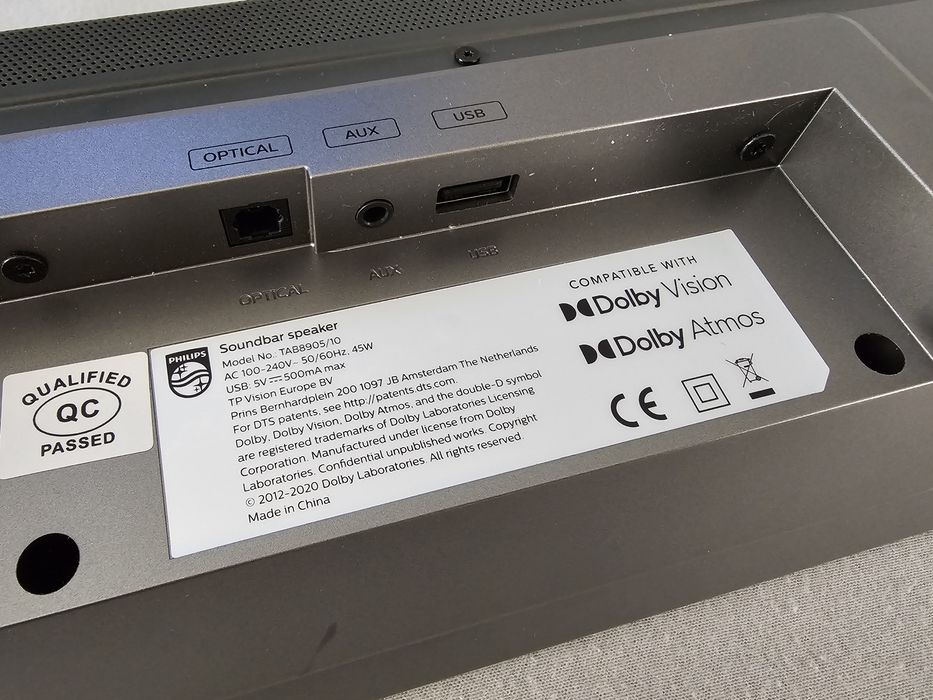 OPTICAL
AUX
USB
OPTICAL
AUX
USB
QUALIFIED
QC
PASSED
PHILIPS
Soundbar speaker
Model No.: TAB8905/10
AC 100-240V~ 50/60Hz, 45W
USB: 5V⎓500mA max
TP Vision Europe BV
Prins Bernhardplein 200 1097 JB Amsterdam The Netherlands
For DTS patents, see http://patents.dts.com.
Dolby, Dolby Vision, Dolby Atmos, and the double-D symbol
are registered trademarks of Dolby Laboratories Licensing
Corporation. Manufactured under license from Dolby
Laboratories. Confidential unpublished works. Copyright
© 2012-2020 Dolby Laboratories. All rights reserved.
Made in China
COMPATIBLE WITH
Dolby Vision
Dolby Atmos
CE